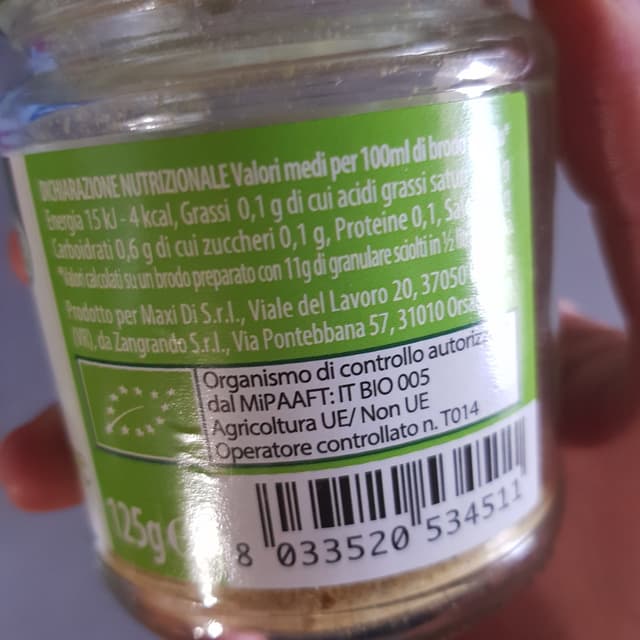 DICHIARAZIONE NUTRIZIONALE Valori medi per 100ml di
Energia 15 kJ - 4 kcal, Grassi 0,1 g di cui acidi grassi
Carboidrati 0,6 g di cui zuccheri 0,1 g, Proteine 0,1,
*Valori calcolati su un brodo preparato con 11g di granulare sciolti in ½
Prodotto per Maxi Di S.r.l., Viale del Lavoro 20, 37050
(VR), da Zangrando S.r.l., Via Pontebbana 57, 31010
Organismo di controllo
dal MiPAAFT: IT BIO 005
Agricoltura UE/ Non UE
Operatore controllato n. T014
125g e
8 033520 534511